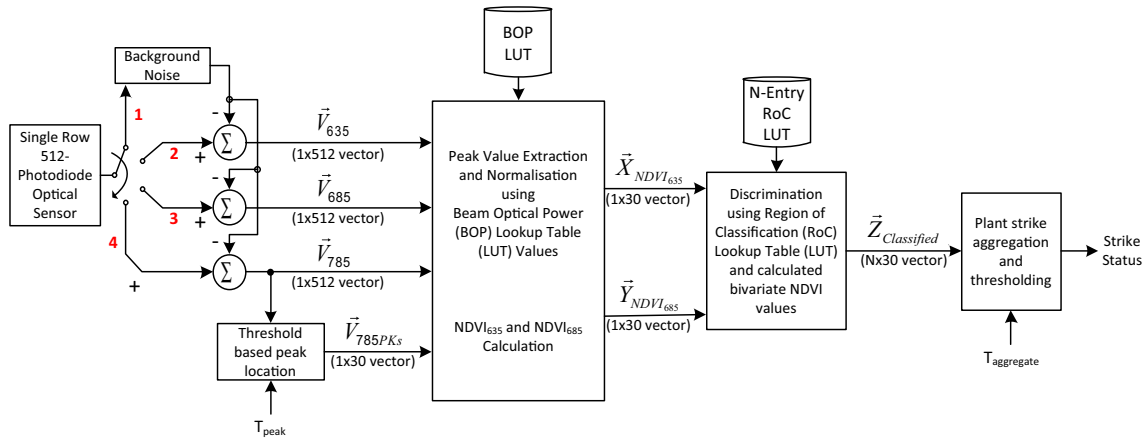 Background
Noise
1
Single Row
512-
Photodiode
Optical
Sensor
2
3
4
-
+
Σ
-
+
Σ
-
+
Σ
V⃗635
(1x512 vector)
V⃗685
(1x512 vector)
V⃗785
(1x512 vector)
Threshold
based peak
location
Tpeak
V⃗785PKs
(1x30 vector)
BOP
LUT
Peak Value Extraction
and Normalisation
using
Beam Optical Power
(BOP) Lookup Table
(LUT) Values
NDVI635 and NDVI685
Calculation
X⃗NDVI635
(1x30 vector)
Y⃗NDVI685
(1x30 vector)
N-Entry
RoC
LUT
Discrimination
using Region of
Classification (RoC)
Lookup Table (LUT)
and calculated
bivariate NDVI
values
Z⃗Classified
(Nx30 vector)
Plant strike
aggregation
and
thresholding
Taggregate
Strike
Status